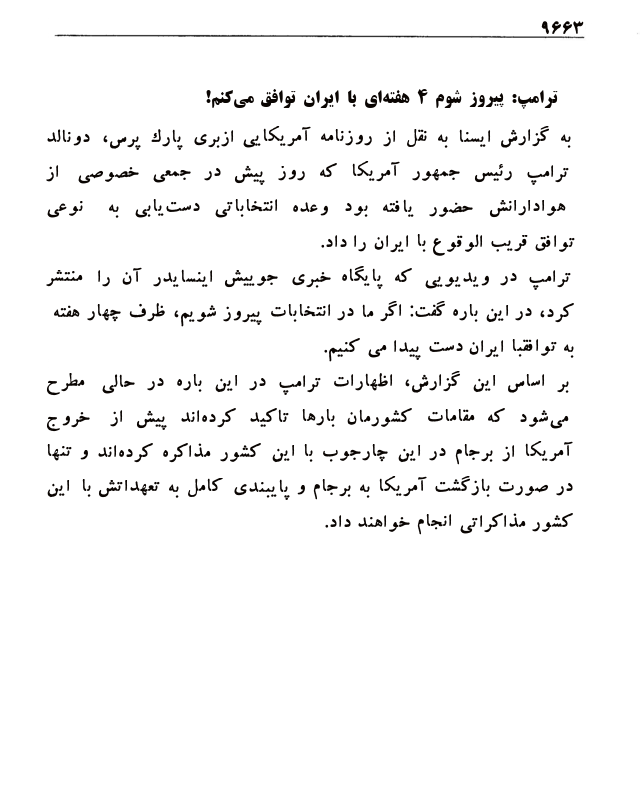 ۹۶۶۳
ترامپ: پیروز شوم ۴ هفته‌ای با ایران توافق می‌کنم!
به گزارش ایسنا به نقل از روزنامه آمریکایی ازبری پارك پرس، دونالد
ترامپ رئیس جمهور آمریکا که روز پیش در جمعی خصوصی از
هوادارانش حضور یافته بود وعده انتخاباتی دست‌یابی به نوعی
توافق قریب الوقوع با ایران را داد.
ترامپ در ویدیویی که پایگاه خبری جوییش اینسایدر آن را منتشر
کرد، در این باره گفت: اگر ما در انتخابات پیروز شویم، ظرف چهار هفته
به توافقبا ایران دست پیدا می کنیم.
بر اساس این گزارش، اظهارات ترامپ در این باره در حالی مطرح
می‌شود که مقامات کشورمان بارها تاکید کرده‌اند پیش از خروج
آمریکا از برجام در این چارجوب با این کشور مذاکره کرده‌اند و تنها
در صورت بازگشت آمریکا به برجام و پایبندی کامل به تعهداتش با این
کشور مذاکراتی انجام خواهند داد.